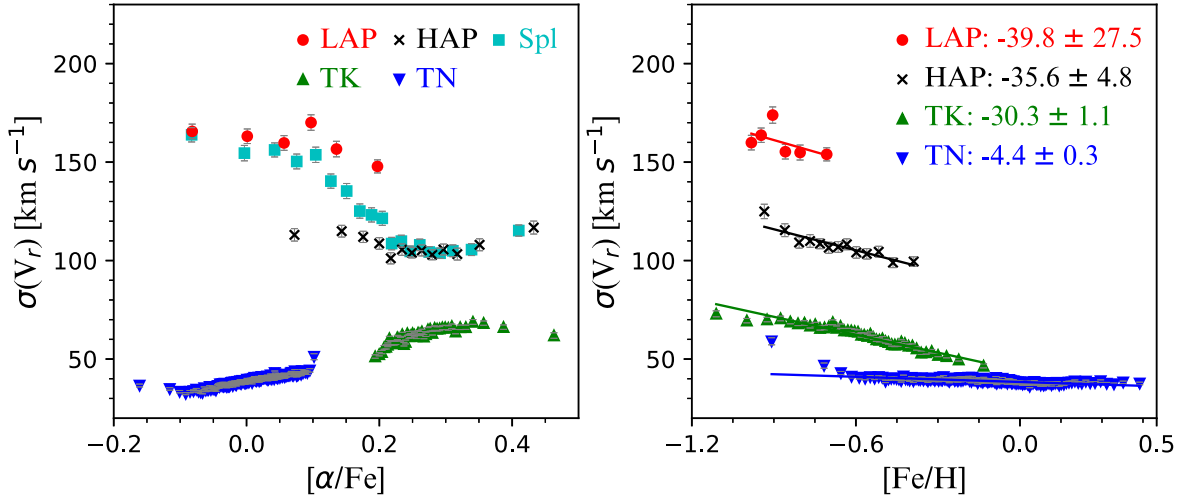 LAP HAP Spl
TK TN
200
150
100
50
σ(V_r) [km s⁻¹]
−0.2 0.0 0.2 0.4
[α/Fe]
LAP: -39.8 ± 27.5
HAP: -35.6 ± 4.8
TK: -30.3 ± 1.1
TN: -4.4 ± 0.3
200
150
100
50
σ(V_r) [km s⁻¹]
−1.2 −0.6 0.0 0.5
[Fe/H]